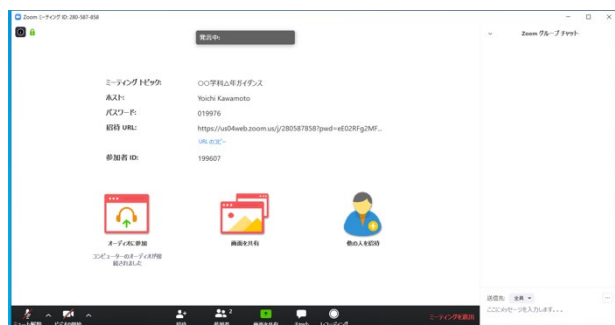 Zoom ミーティング ID: 280-587-858
発言中:
ミーティング トピック: 〇〇学科△年ガイダンス
ホスト: Yoichi Kawamoto
パスワード: 019976
招待 URL: https://us04web.zoom.us/j/280587858?pwd=eE02RFg2MF...
URL のコピー
参加者 ID: 199607
オーディオに参加
コンピューターのオーディオが接
続されました
画面を共有
他の人を招待
ミュート解除
ビデオの開始
招待
2
参加者
画面を共有
チャット
レコーディング
ミーティングを退出
Zoom グループ チャット
送信先: 全員
ここにメッセージを入力します...